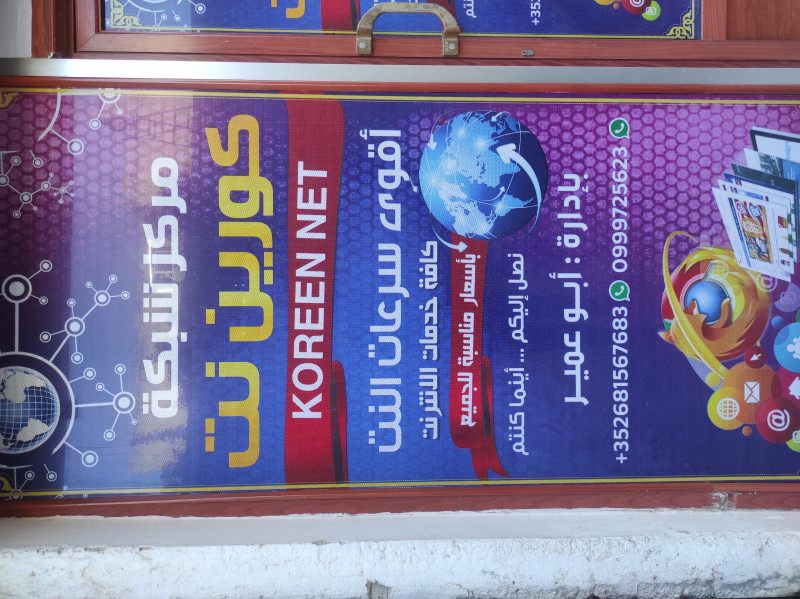 مركز شبكة
كورين نت
KOREEN NET
أقوى سرعات النت
كافة خدمات الانترنت
بأسعار مناسبة للجميع
نصل إليكم ... أينما كنتم
بإدارة : أبو عمير
+352681567683 0999725623